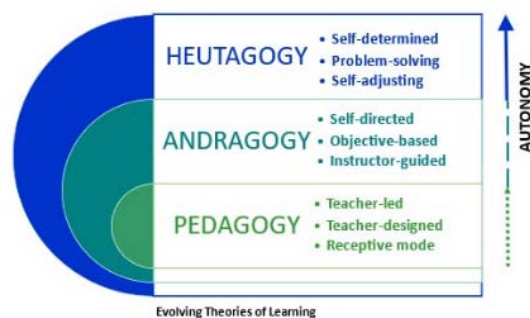 HEUTAGOGY
• Self-determined
• Problem-solving
• Self-adjusting
ANDRAGOGY
• Self-directed
• Objective-based
• Instructor-guided
PEDAGOGY
• Teacher-led
• Teacher-designed
• Receptive mode
AUTONOMY
Evolving Theories of Learning